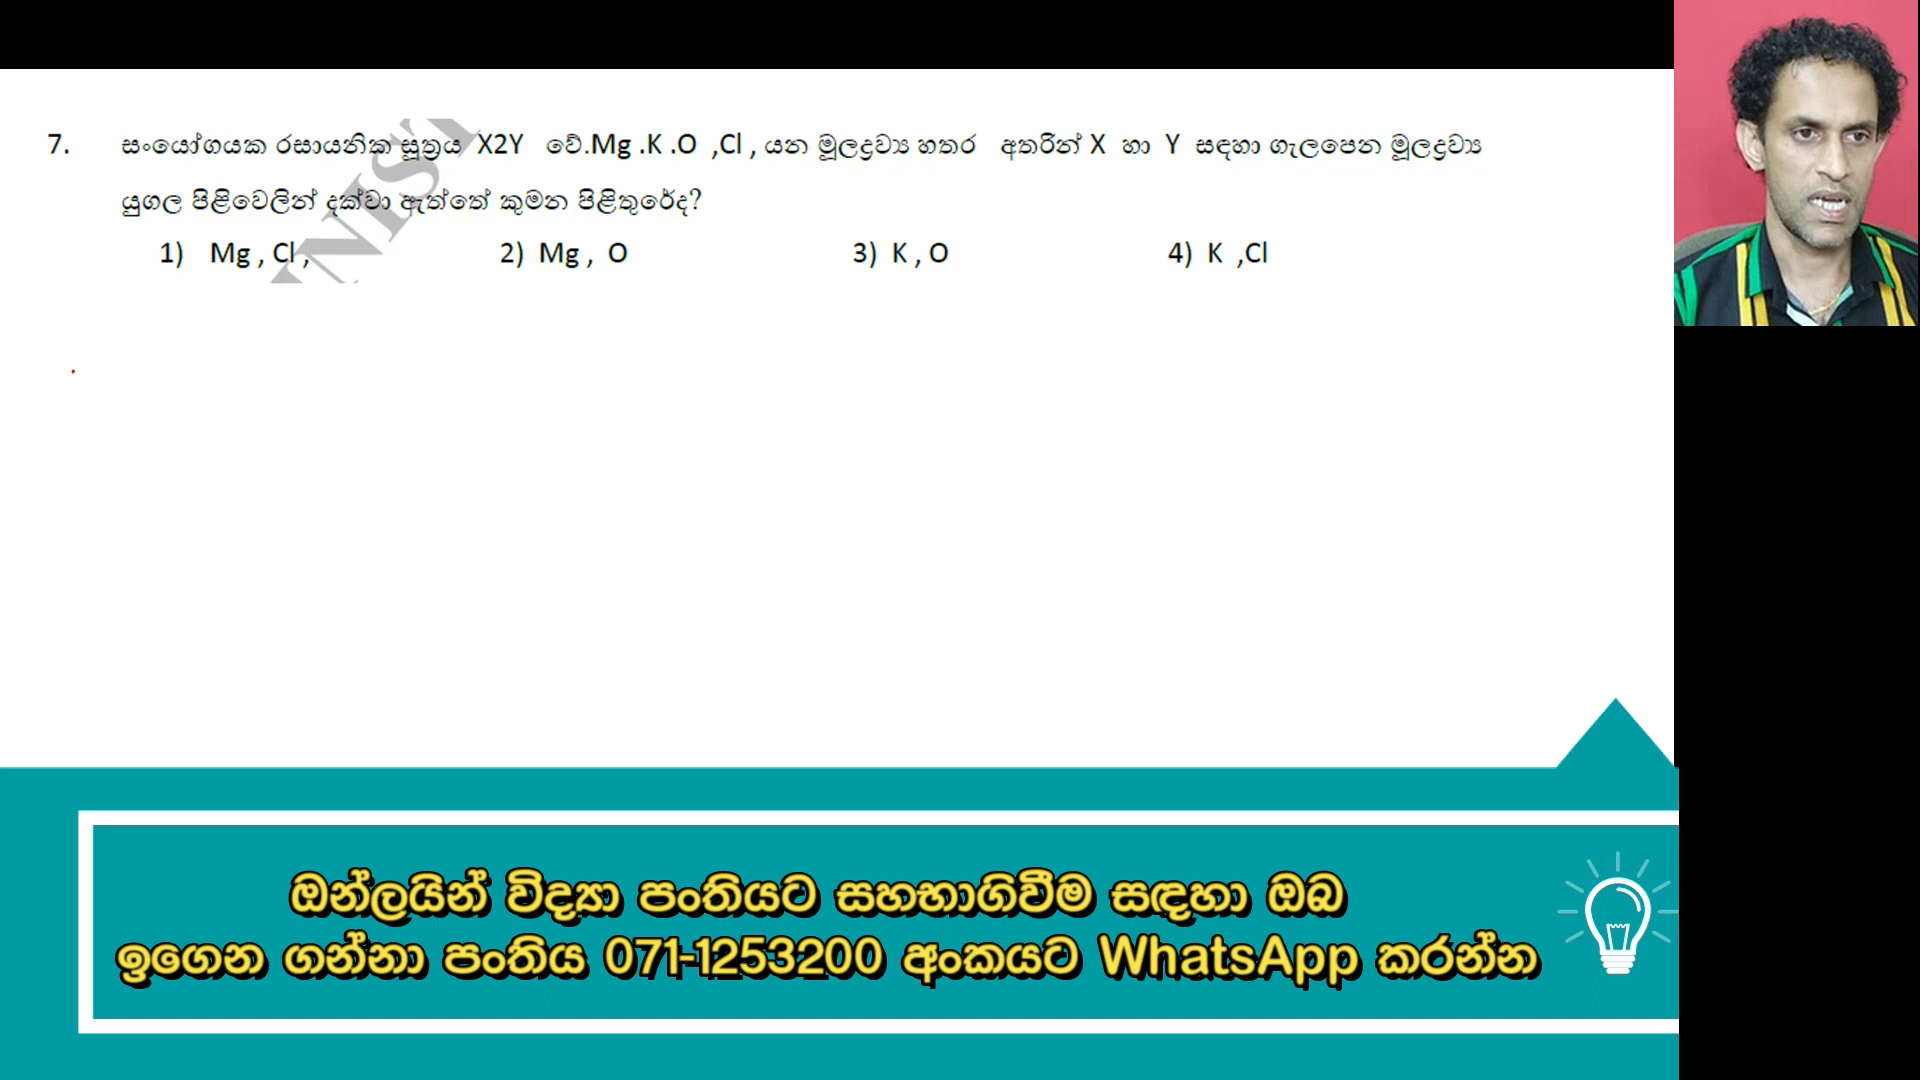 7. සංයෝගයක රසායනික සූත්‍රය X2Y වේ.Mg .K .O ,Cl , යන මූලද්‍රව්‍ය හතර අතරින් X හා Y සඳහා ගැලපෙන මූලද්‍රව්‍ය
යුගල පිළිවෙලින් දක්වා ඇත්තේ කුමන පිළිතුරේද?
1) Mg , Cl , 2) Mg , O 3) K , O 4) K ,Cl
ඔන්ලයින් විද්‍යා පංතියට සහභාගිවීම සඳහා ඔබ
ඉගෙන ගන්නා පංතිය 071-1253200 අංකයට WhatsApp කරන්න